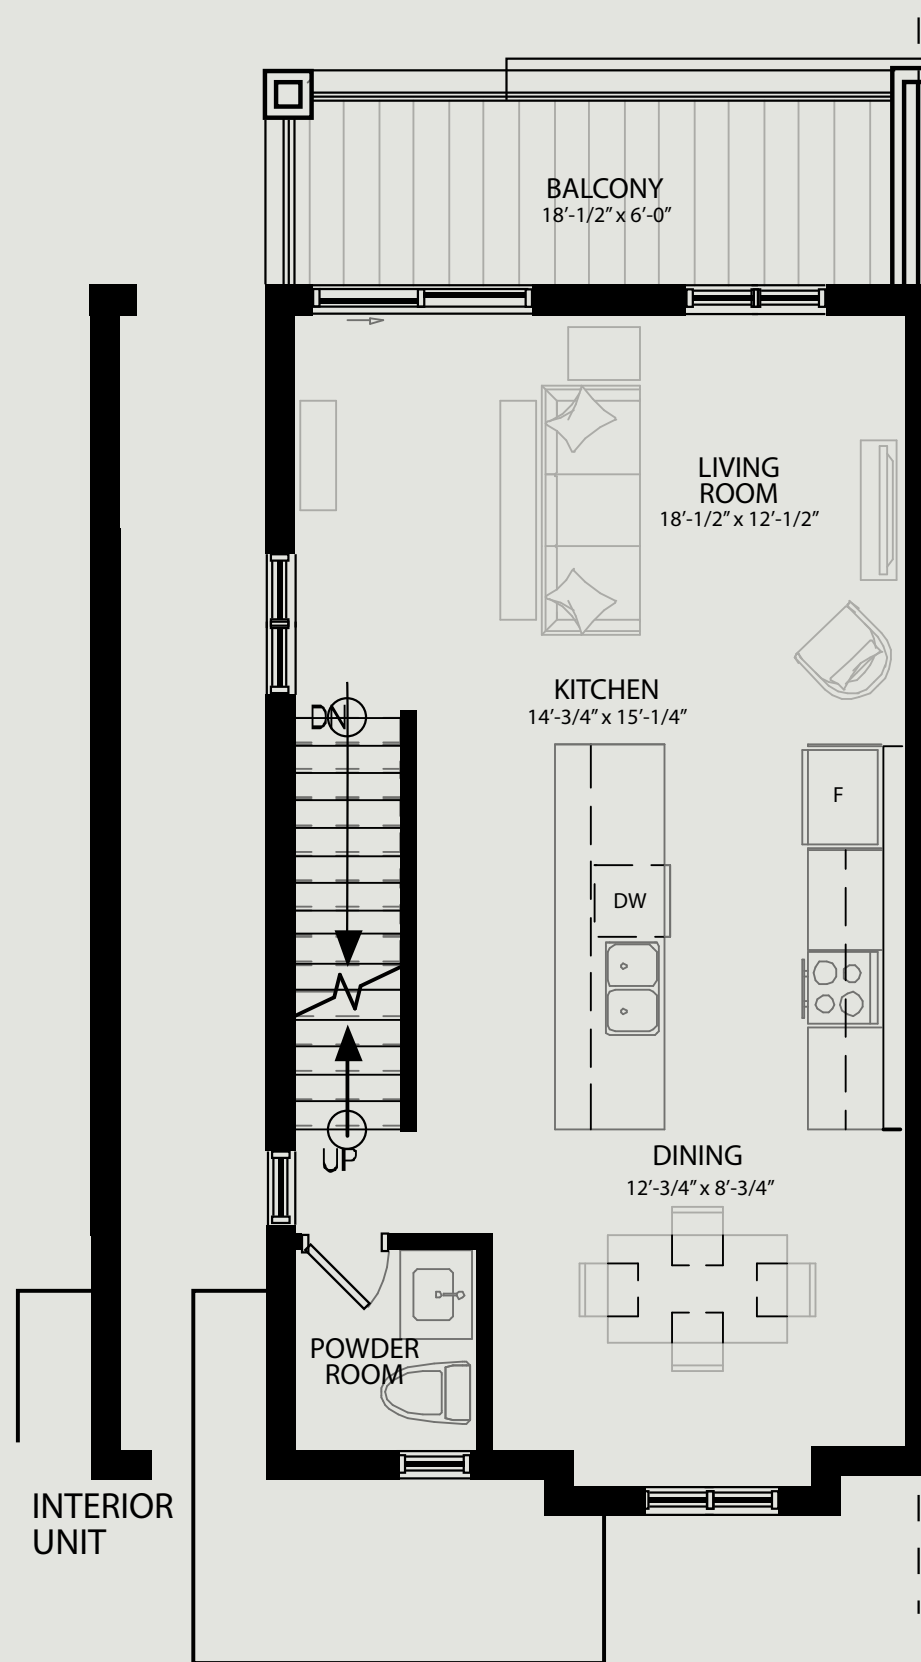 BALCONY
18’-1/2” x 6’-0”
LIVING
ROOM
18’-1/2” x 12’-1/2”
KITCHEN
14’-3/4” x 15’-1/4”
DN
F
DW
UP
DINING
12’-3/4” x 8’-3/4”
POWDER
ROOM
INTERIOR
UNIT